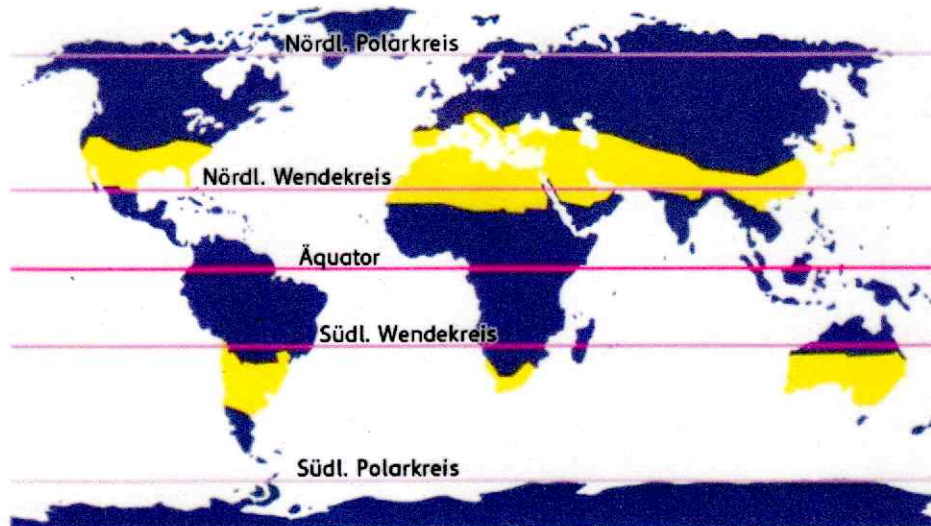 Nördl. Polarkreis
Nördl. Wendekreis
Äquator
Südl. Wendekreis
Südl. Polarkreis